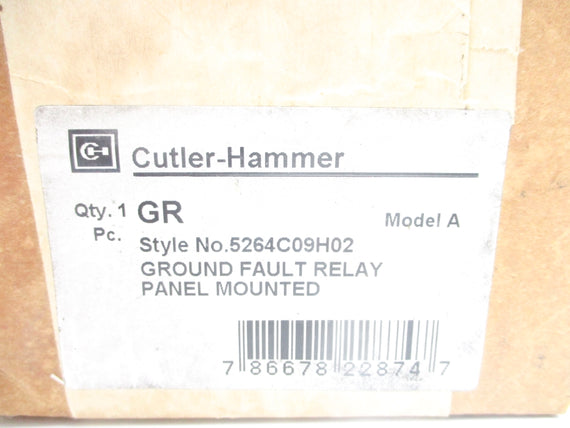 Cutler-Hammer
Qty. 1 GR Model A
Pc.
Style No.5264C09H02
GROUND FAULT RELAY
PANEL MOUNTED
7 86678 22874 7